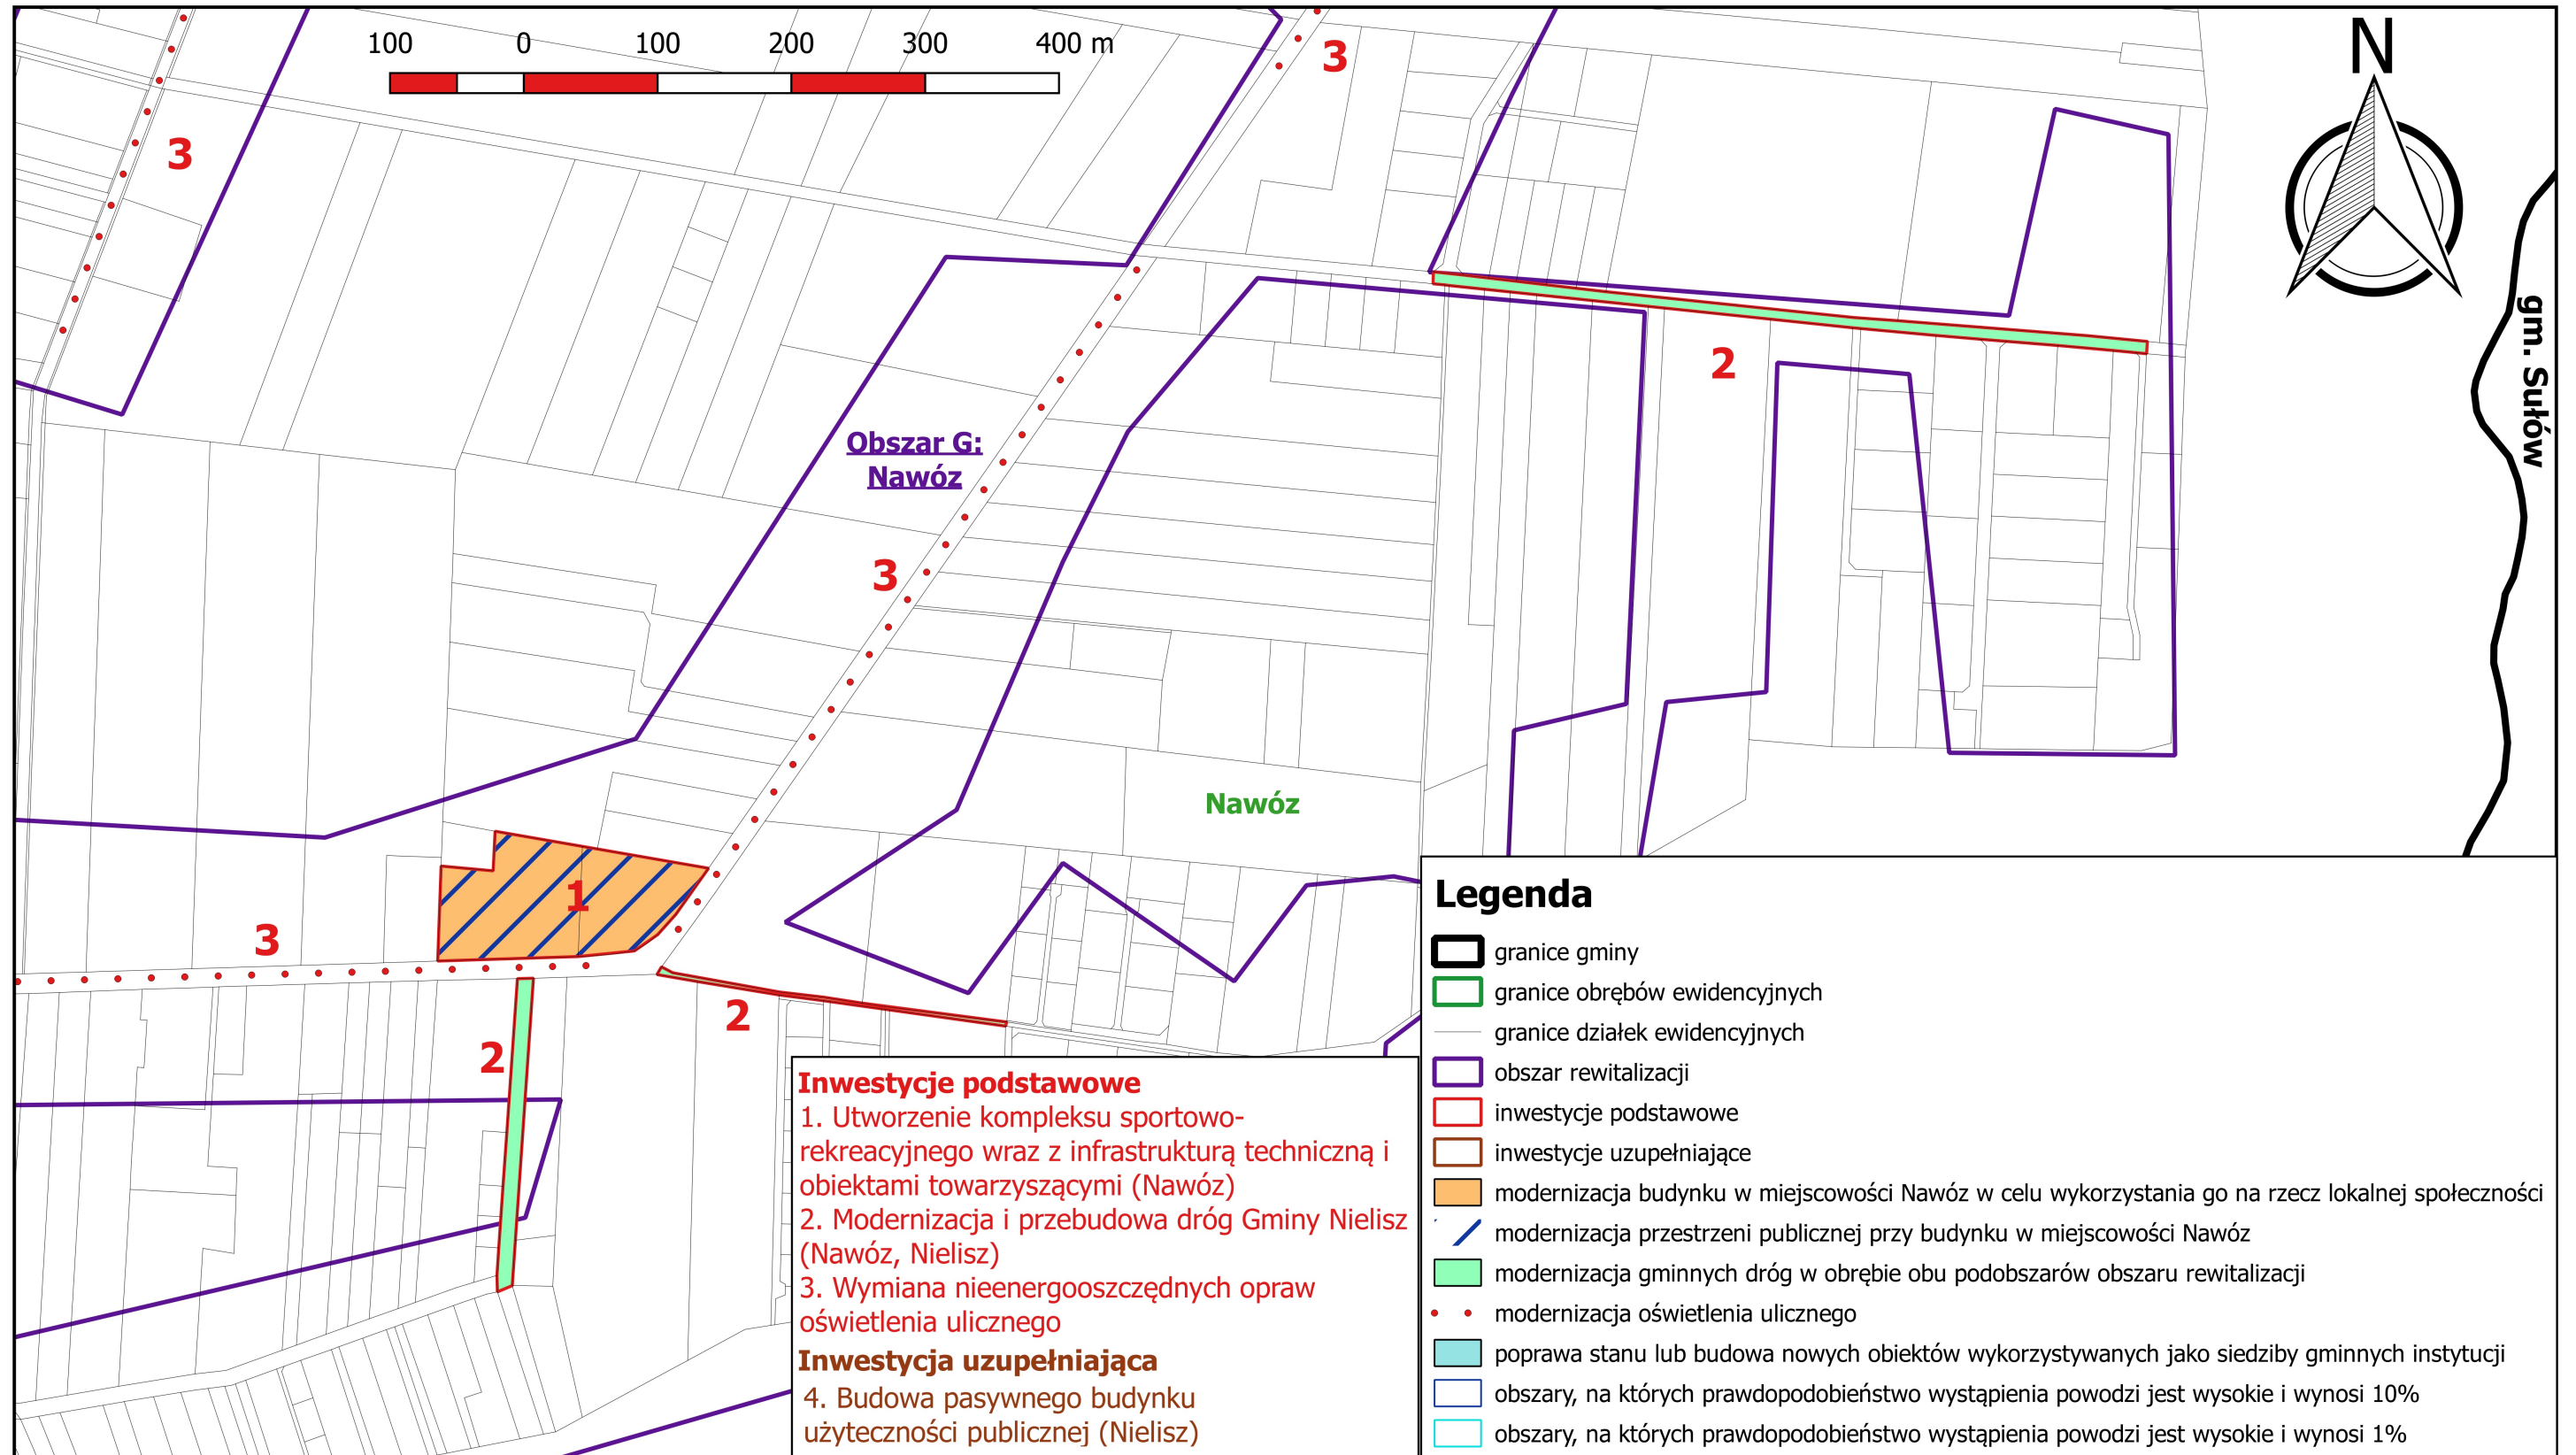 100 0 100 200 300 400 m
N
3
3
gm. Sułów
2
Obszar G:
Nawóz
3
Nawóz
1
3
2
2
Inwestycje podstawowe
1. Utworzenie kompleksu sportowo-
rekreacyjnego wraz z infrastrukturą techniczną i
obiektami towarzyszącymi (Nawóz)
2. Modernizacja i przebudowa dróg Gminy Nielisz
(Nawóz, Nielisz)
3. Wymiana nieenergooszczędnych opraw
oświetlenia ulicznego
Inwestycja uzupełniająca
4. Budowa pasywnego budynku
użyteczności publicznej (Nielisz)
Legenda
granice gminy
granice obrębów ewidencyjnych
granice działek ewidencyjnych
obszar rewitalizacji
inwestycje podstawowe
inwestycje uzupełniające
modernizacja budynku w miejscowości Nawóz w celu wykorzystania go na rzecz lokalnej społeczności
modernizacja przestrzeni publicznej przy budynku w miejscowości Nawóz
modernizacja gminnych dróg w obrębie obu podobszarów obszaru rewitalizacji
modernizacja oświetlenia ulicznego
poprawa stanu lub budowa nowych obiektów wykorzystywanych jako siedziby gminnych instytucji
obszary, na których prawdopodobieństwo wystąpienia powodzi jest wysokie i wynosi 10%
obszary, na których prawdopodobieństwo wystąpienia powodzi jest wysokie i wynosi 1%